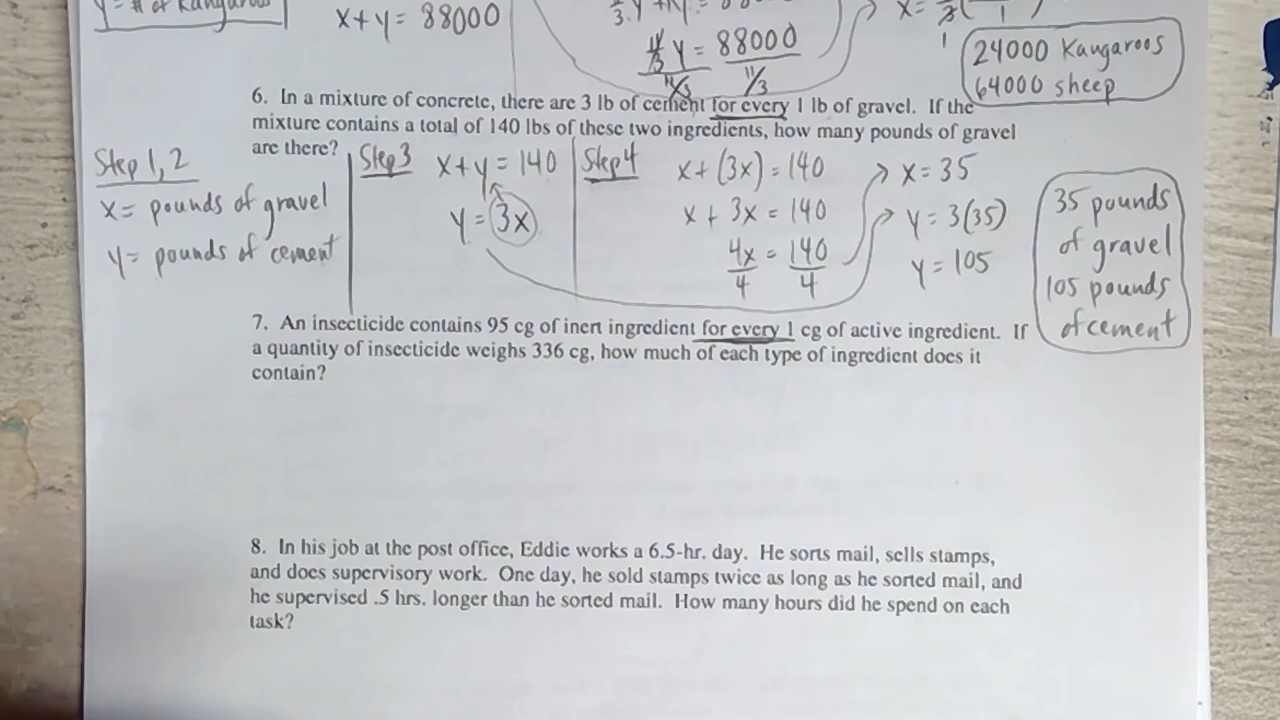 y = # of Kangaroos
x+y = 88000
y = 88000
11/3 11/3
x =
24000 Kangaroos
64000 sheep
6. In a mixture of concrete, there are 3 lb of cement for every 1 lb of gravel. If the
mixture contains a total of 140 lbs of these two ingredients, how many pounds of gravel
are there?
Step 1, 2
x = pounds of gravel
y = pounds of cement
Step 3
x+y = 140
y = 3x
Step 4
x + (3x) = 140
x + 3x = 140
4x = 140
4 4
x = 35
y = 3(35)
y = 105
35 pounds
of gravel
105 pounds
of cement
7. An insecticide contains 95 cg of inert ingredient for every 1 cg of active ingredient. If
a quantity of insecticide weighs 336 cg, how much of each type of ingredient does it
contain?
8. In his job at the post office, Eddie works a 6.5-hr. day. He sorts mail, sells stamps,
and does supervisory work. One day, he sold stamps twice as long as he sorted mail, and
he supervised .5 hrs. longer than he sorted mail. How many hours did he spend on each
task?